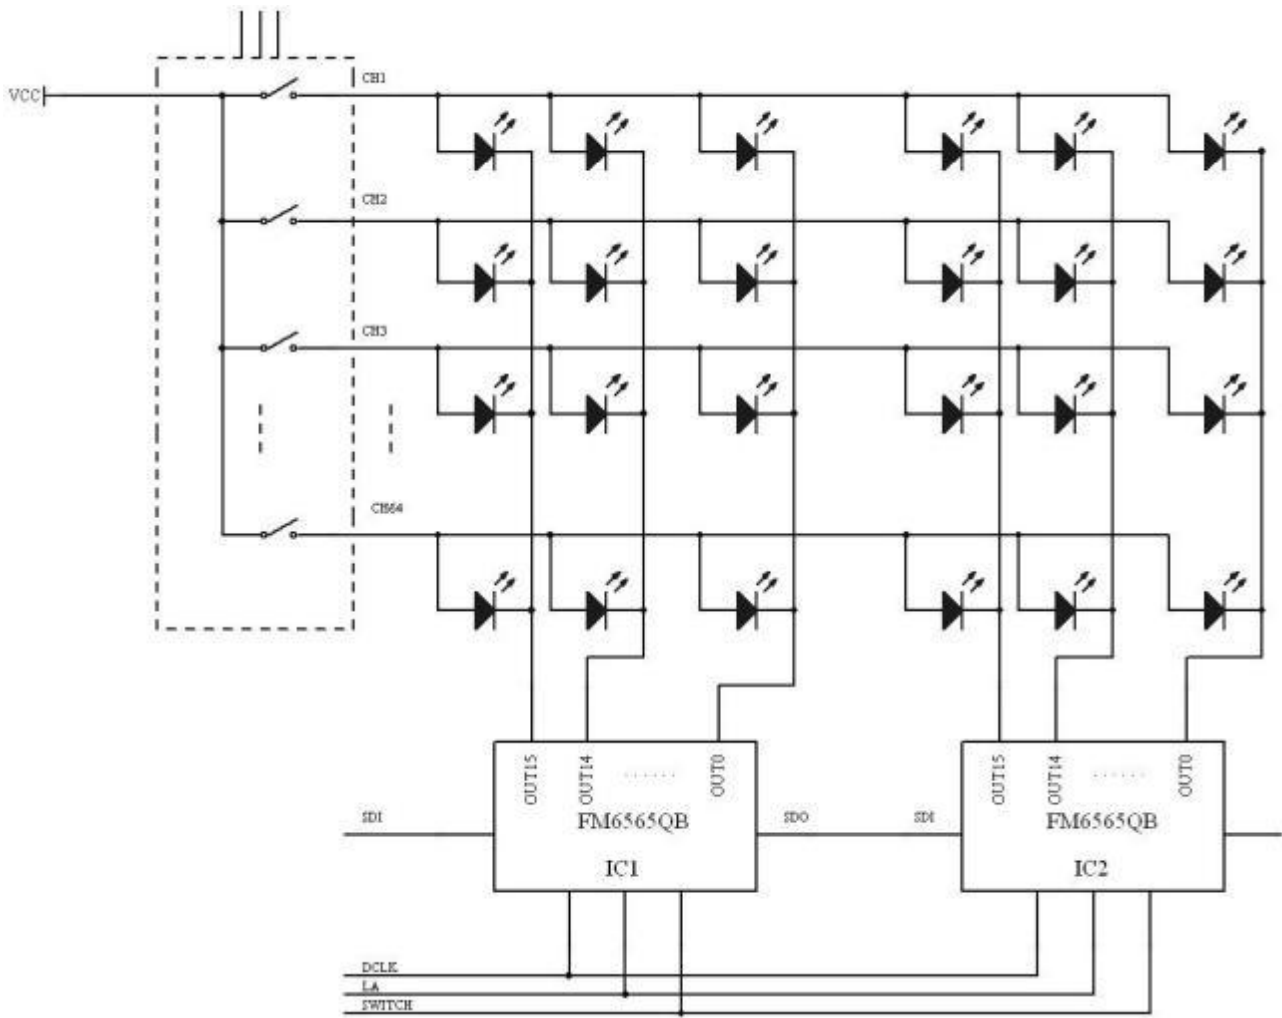 CH1
VCC
CH2
CH3
CH64
OUT15
OUT14
......
OUT0
OUT15
OUT14
......
OUT0
SDI
FM6565QB
SDO
SDI
FM6565QB
IC1
IC2
DCLK
LA
SWITCH